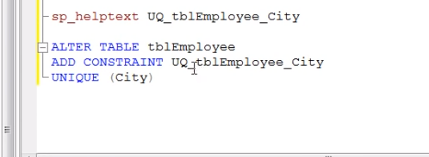 sp_helptext UQ_tblEmployee_City
ALTER TABLE tblEmployee
ADD CONSTRAINT UQ_tblEmployee_City
UNIQUE (City)